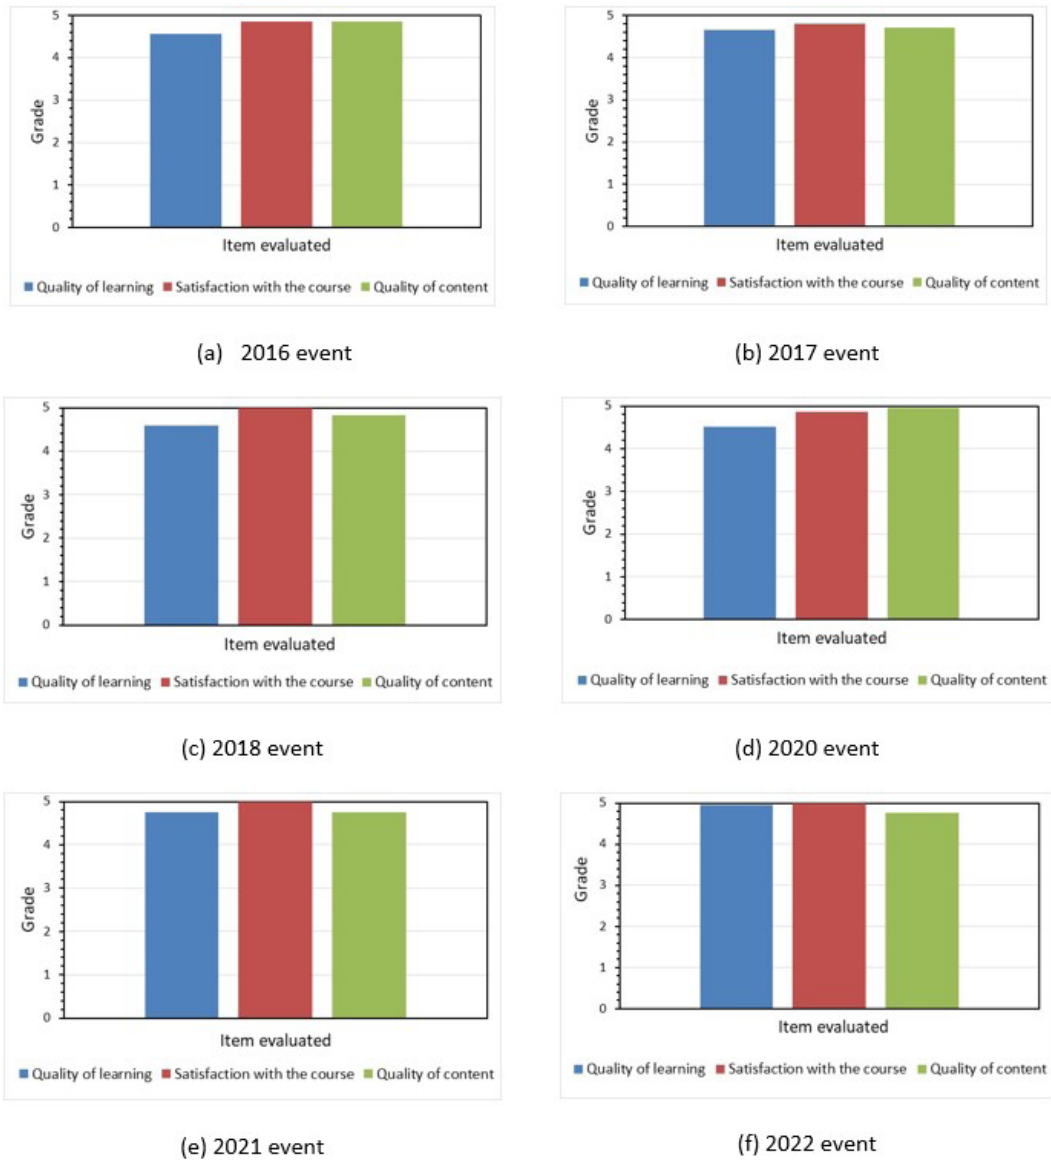 5
4
3
2
1
0
Grade
Item evaluated
Quality of learning Satisfaction with the course Quality of content
(a) 2016 event
5
4
3
2
1
0
Grade
Item evaluated
Quality of learning Satisfaction with the course Quality of content
(b) 2017 event
5
4
3
2
1
0
Grade
Item evaluated
Quality of learning Satisfaction with the course Quality of content
(c) 2018 event
5
4
3
2
1
0
Grade
Item evaluated
Quality of learning Satisfaction with the course Quality of content
(d) 2020 event
5
4
3
2
1
0
Grade
Item evaluated
Quality of learning Satisfaction with the course Quality of content
(e) 2021 event
5
4
3
2
1
0
Grade
Item evaluated
Quality of learning Satisfaction with the course Quality of content
(f) 2022 event